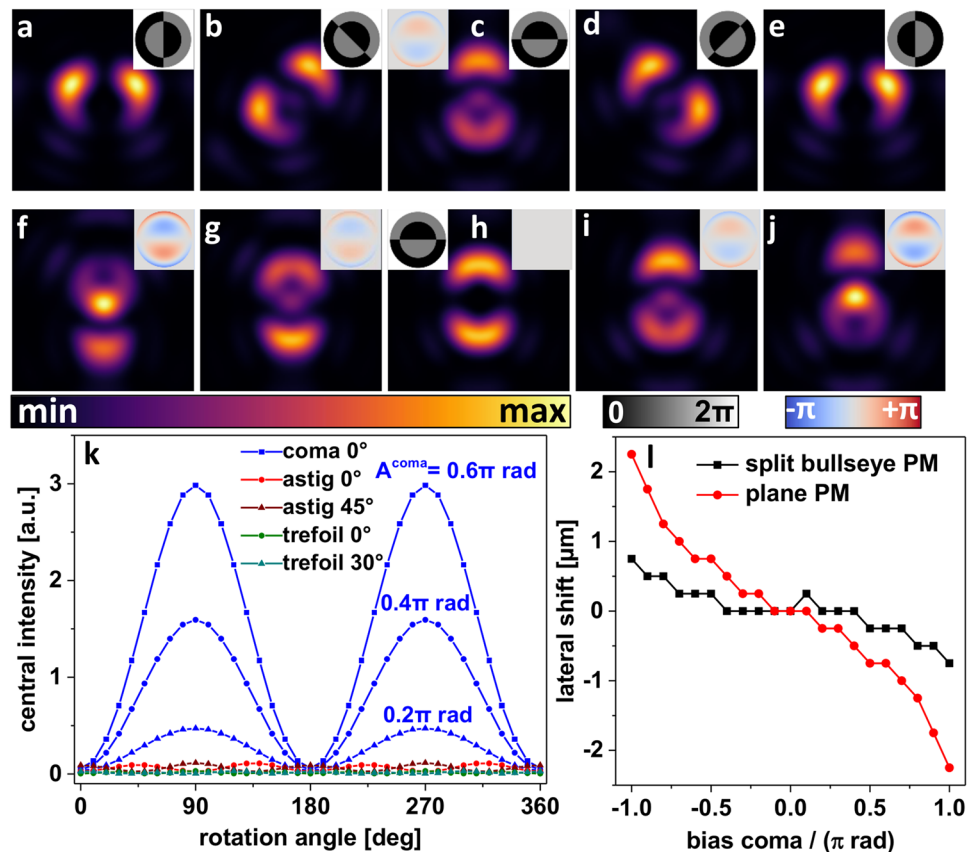 a b c d e
f g h i j
min max 0 2π -π +π
k
coma 0°
astig 0°
astig 45°
trefoil 0°
trefoil 30°
A^coma= 0.6π rad
0.4π rad
0.2π rad
central intensity [a.u.]
3
2
1
0
0 90 180 270 360
rotation angle [deg]
l
split bullseye PM
plane PM
lateral shift [µm]
2
1
0
-1
-2
-1.0 -0.5 0.0 0.5 1.0
bias coma / (π rad)